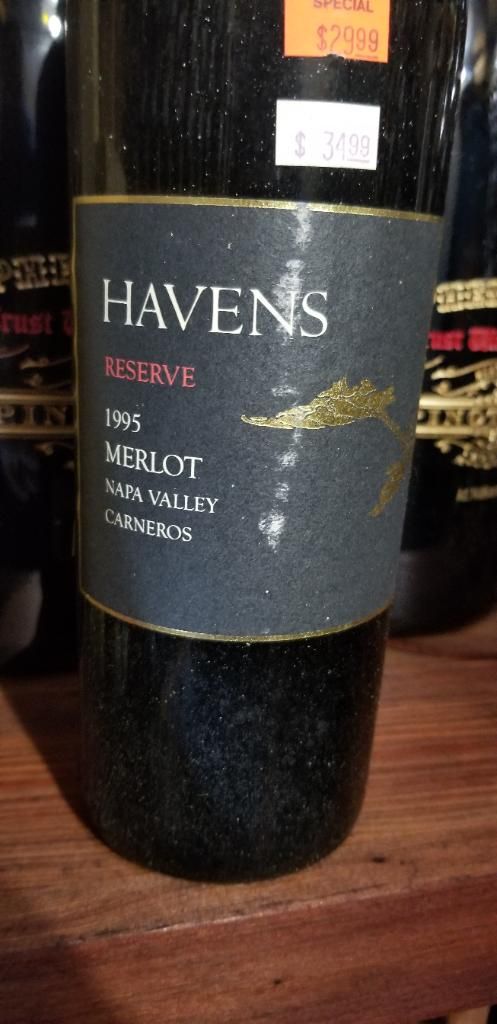 SPECIAL
$2999
$ 3499
HAVENS
RESERVE
1995
MERLOT
NAPA VALLEY
CARNEROS